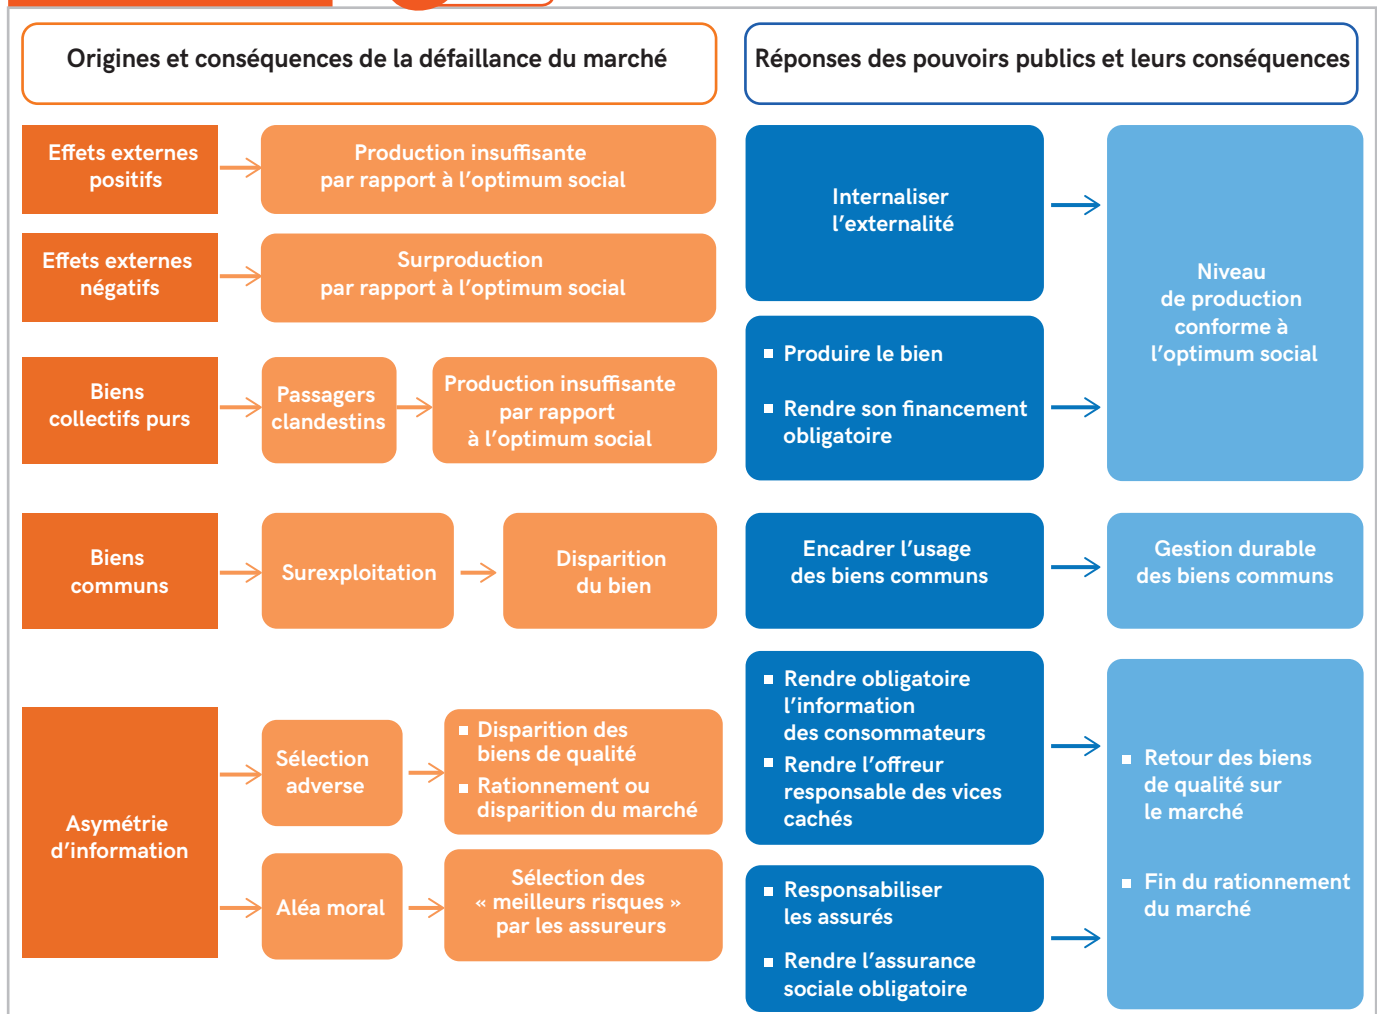 Origines et conséquences de la défaillance du marché
Réponses des pouvoirs publics et leurs conséquences
Effets externes
positifs
Production insuffisante
par rapport à l'optimum social
Effets externes
négatifs
Surproduction
par rapport à l'optimum social
Internaliser
l'externalité
Niveau
de production
conforme à
l'optimum social
Biens
collectifs purs
Passagers
clandestins
Production insuffisante
par rapport
à l'optimum social
▪ Produire le bien
▪ Rendre son financement
obligatoire
Biens
communs
Surexploitation
Disparition
du bien
Encadrer l'usage
des biens communs
Gestion durable
des biens communs
Asymétrie
d'information
Sélection
adverse
▪ Disparition des
biens de qualité
▪ Rationnement ou
disparition du marché
▪ Rendre obligatoire
l'information
des consommateurs
▪ Rendre l'offreur
responsable des vices
cachés
Aléa moral
Sélection des
« meilleurs risques »
par les assureurs
▪ Responsabiliser
les assurés
▪ Rendre l'assurance
sociale obligatoire
▪ Retour des biens
de qualité sur
le marché
▪ Fin du rationnement
du marché